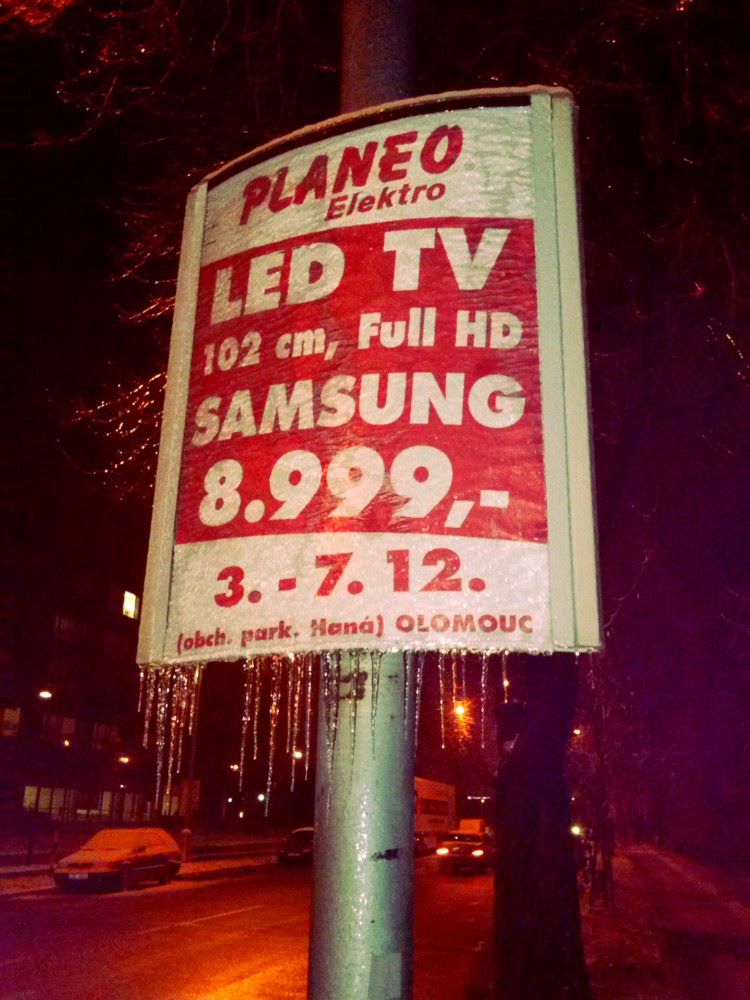 PLANEO
Elektro
LED TV
102 cm, Full HD
SAMSUNG
8.999,-
3. - 7. 12.
(obch. park. Haná) OLOMOUC